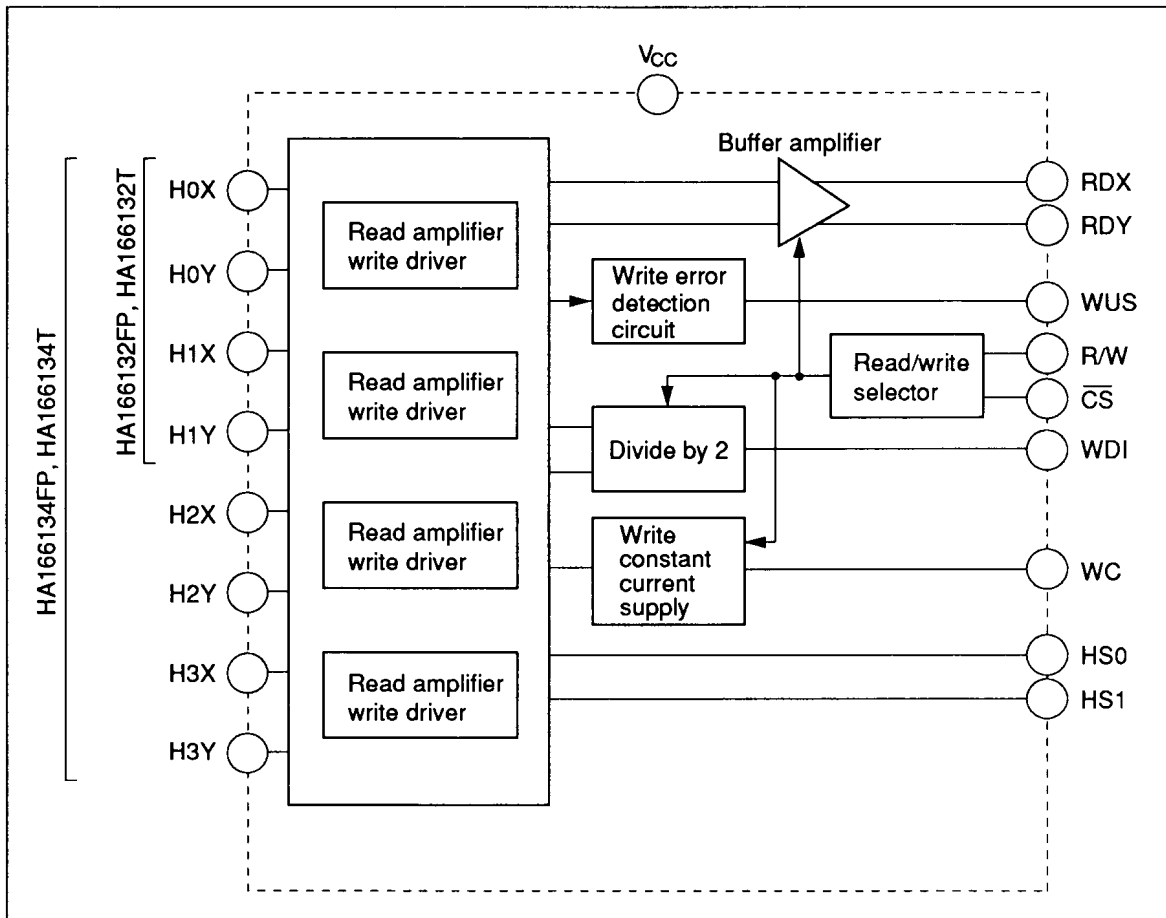 VCC
Buffer amplifier
HA166134FP, HA166134T
HA166132FP, HA166132T
H0X
H0Y
H1X
H1Y
H2X
H2Y
H3X
H3Y
Read amplifier
write driver
Read amplifier
write driver
Read amplifier
write driver
Read amplifier
write driver
Write error
detection
circuit
Read/write
selector
Divide by 2
Write
constant
current
supply
RDX
RDY
WUS
R/W
C̅S̅
WDI
WC
HS0
HS1